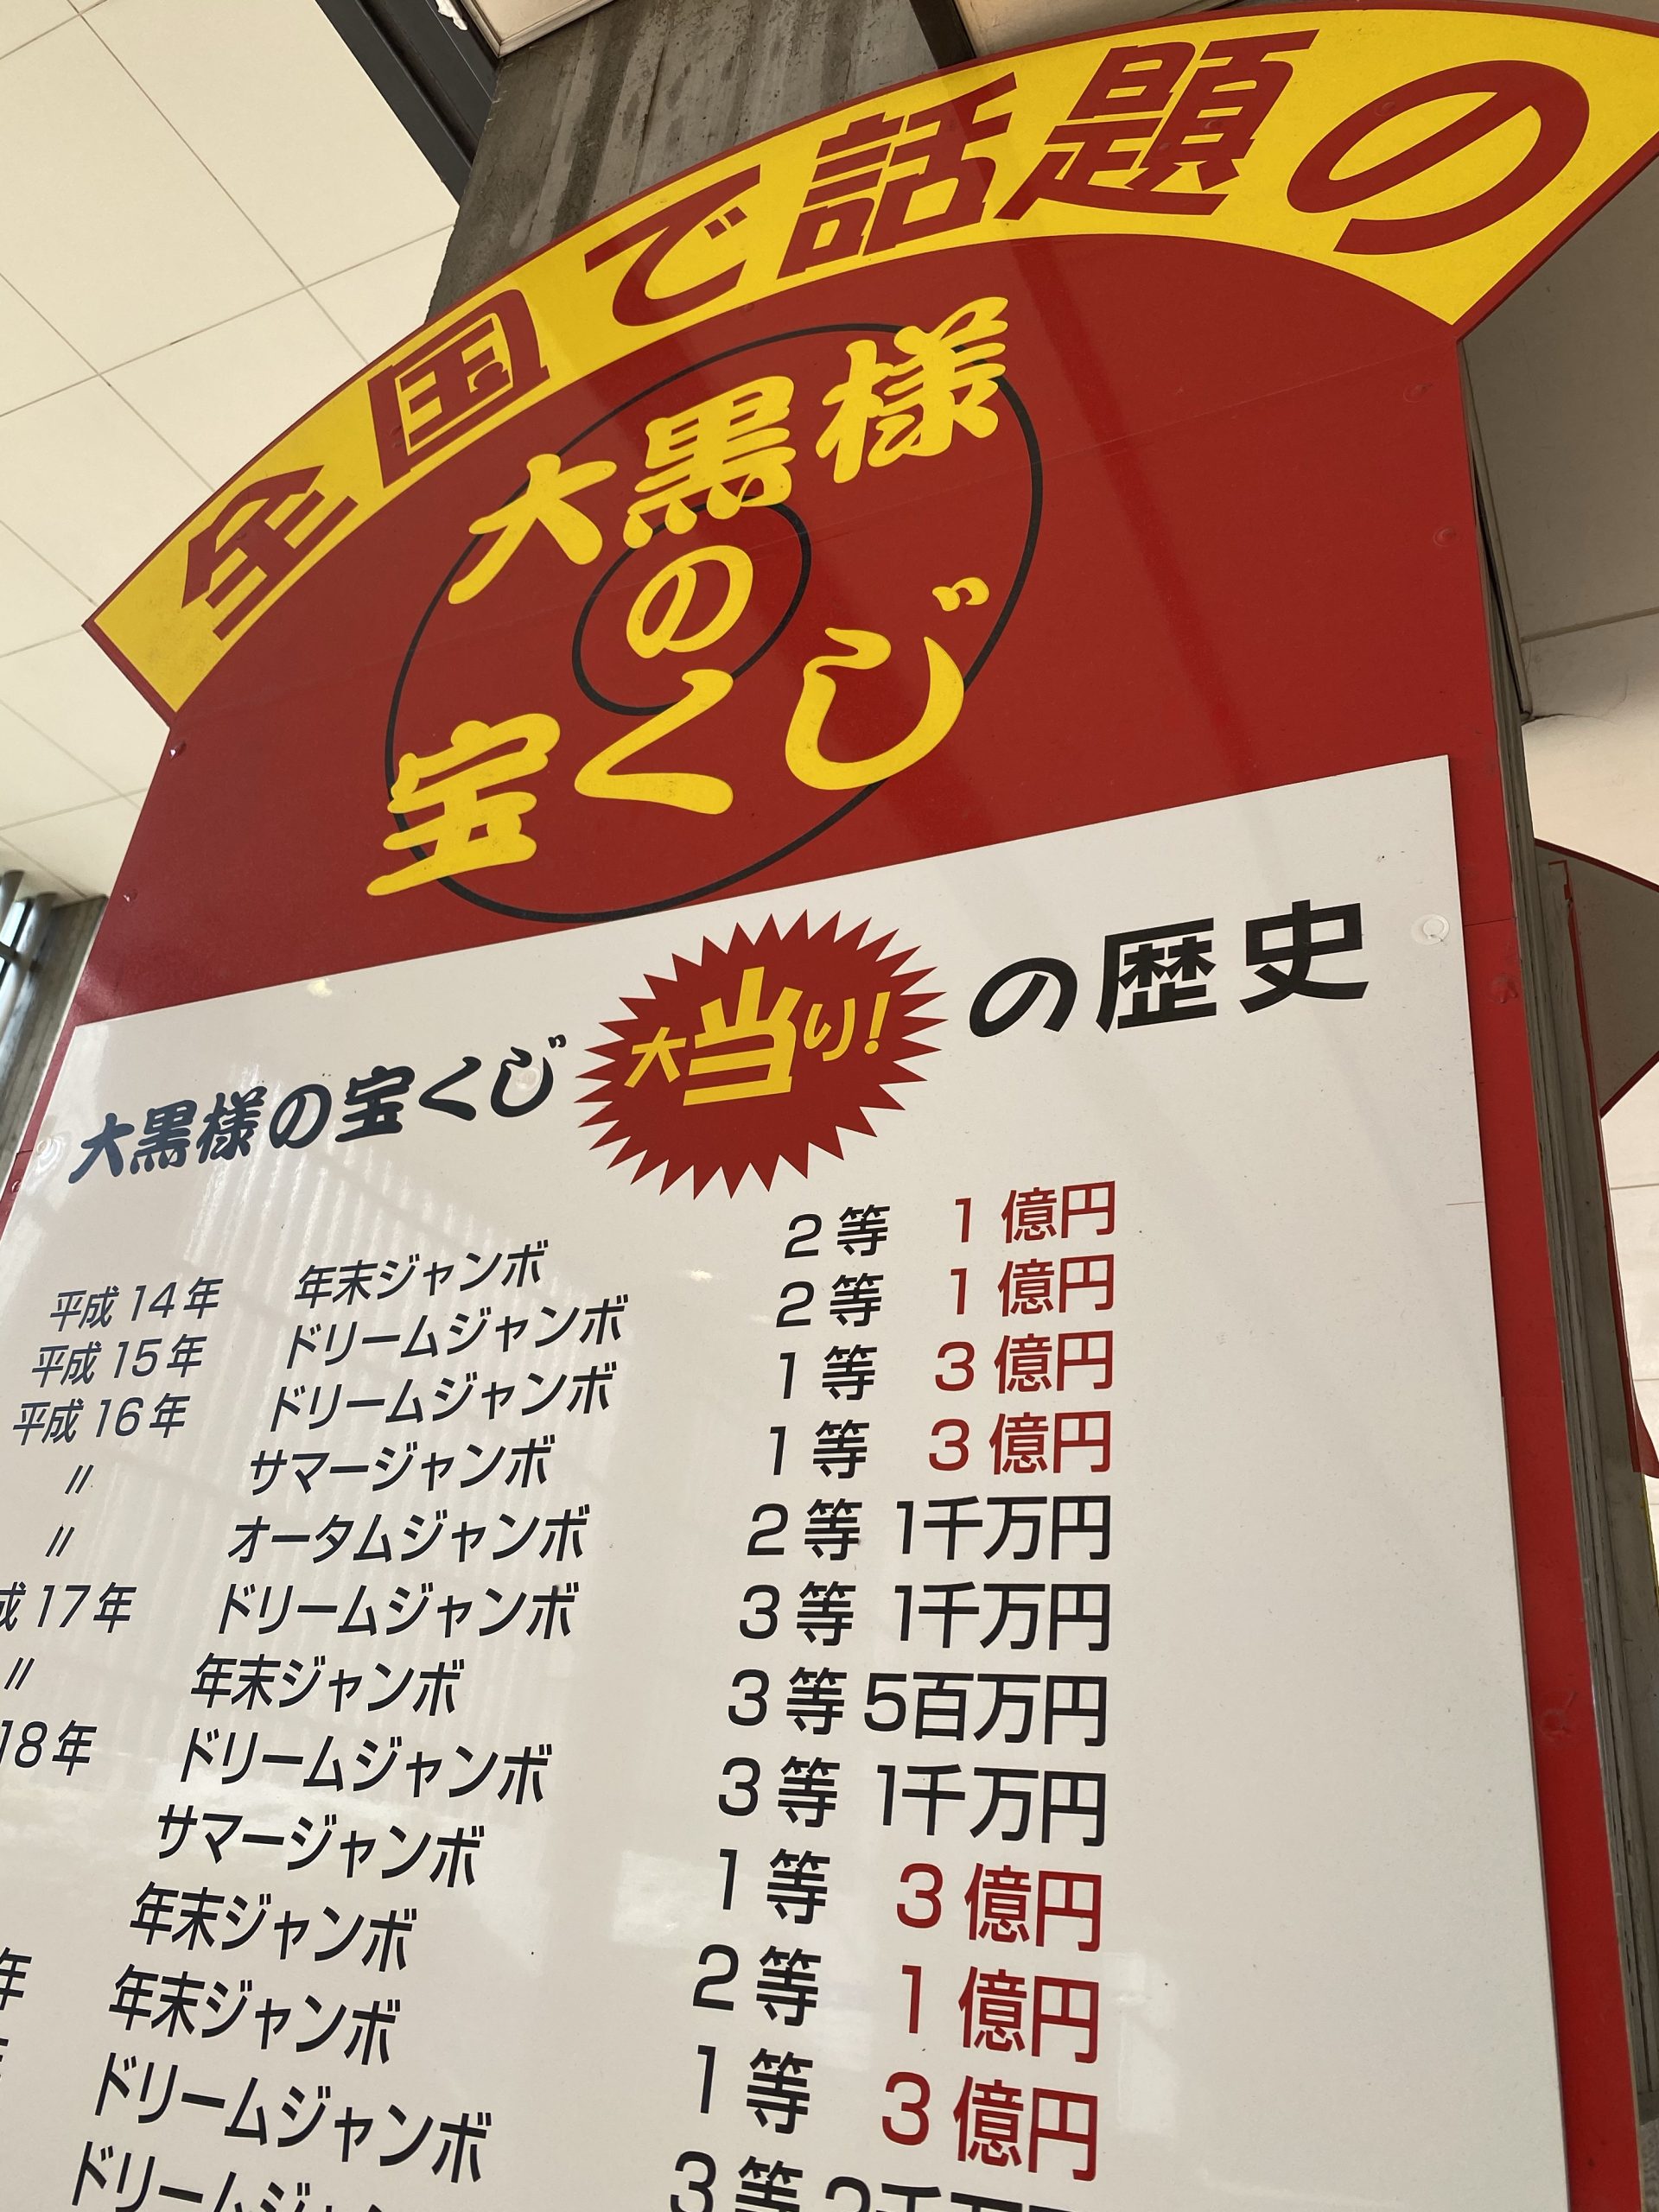 全国で話題の
大黒様
の
宝くじ
大黒様の宝くじ 大当り! の歴史
平成14年 年末ジャンボ 2等 1億円
平成15年 ドリームジャンボ 2等 1億円
平成16年 ドリームジャンボ 1等 3億円
〃 サマージャンボ 1等 3億円
〃 オータムジャンボ 2等 1千万円
成17年 ドリームジャンボ 3等 1千万円
〃 年末ジャンボ 3等 5百万円
18年 ドリームジャンボ 3等 1千万円
サマージャンボ 1等 3億円
年末ジャンボ 2等 1億円
年 年末ジャンボ 1等 3億円
ドリームジャンボ 3等
ドリームジャ